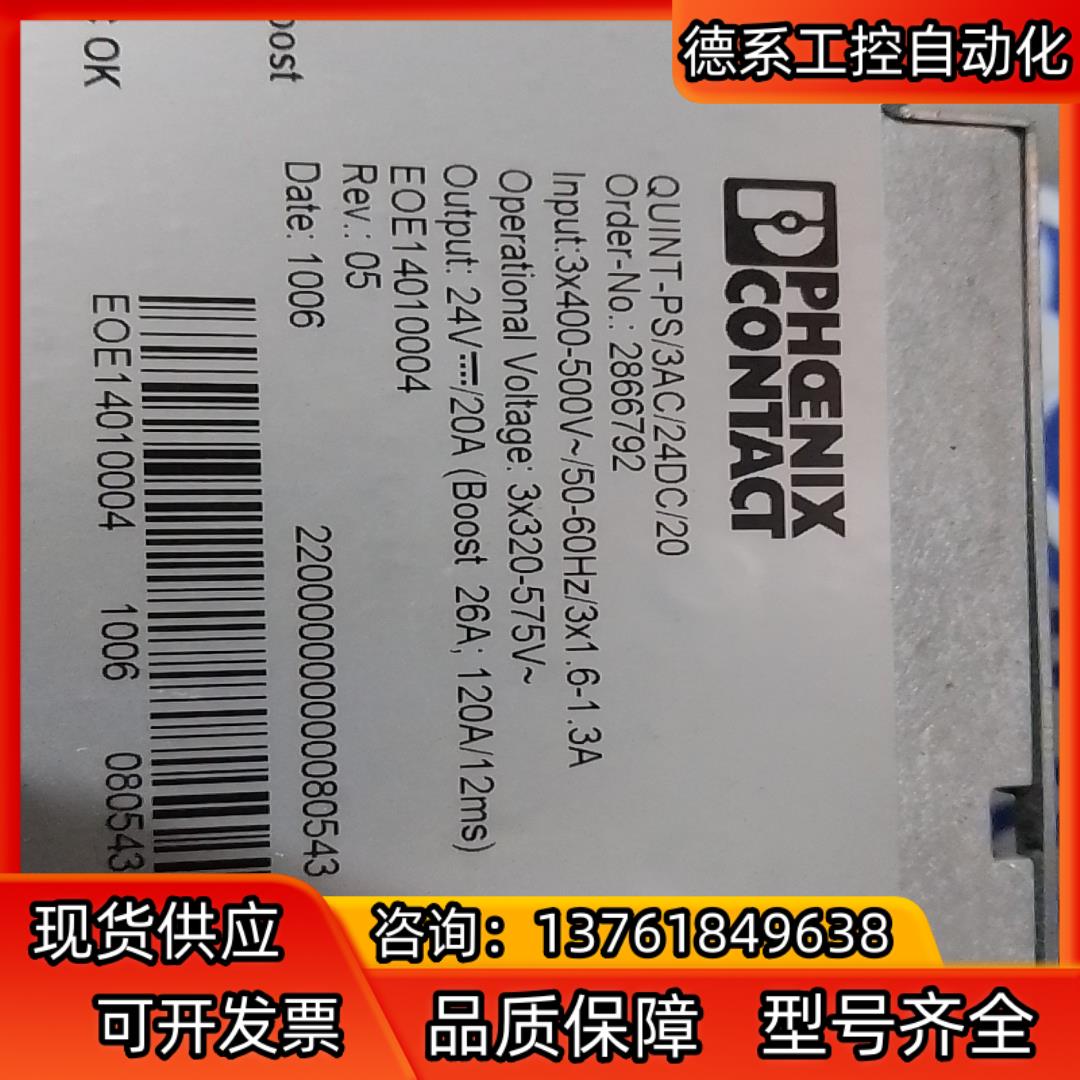 德系工控自动化
PHŒNIX
CONTACT
QUINT-PS/3AC/24DC/20
Order-No.: 2866792
Input:3x400-500V~/50-60Hz/3x1.6-1.3A
Operational Voltage: 3x320-575V~
Output: 24V⎓/20A (Boost 26A; 120A/12ms)
EOE14010004
Rev.: 05
Date: 1006
2200000000080543
EOE14010004 1006 080543
oost
OK
现货供应
咨询：13761849638
可开发票
品质保障
型号齐全